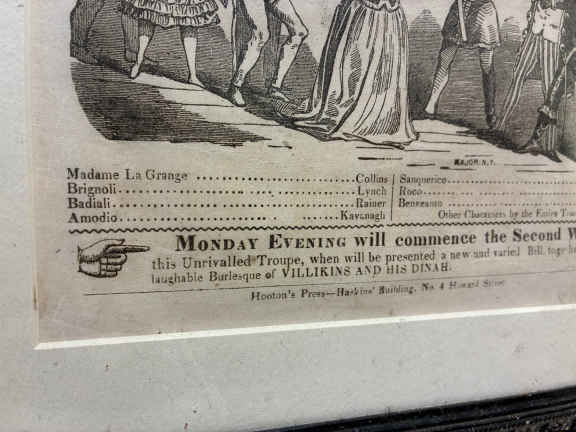 MAJOR. N.Y.
Madame La Grange ........................................ Collins
Brignoli ........................................ Lynch
Badiali ........................................ Rainer
Amodio ........................................ Kavanagh
Sanquerico
Roco
Beneeano
Other Characters by the Entire
MONDAY EVENING will commence the Second W
this Unrivalled Troupe, when will be presented a new and varied Bill,
laughable Burlesque of VILLIKINS AND HIS DINAH.
Hooton's Press—Haskins' Building, No. 4 Howard Street